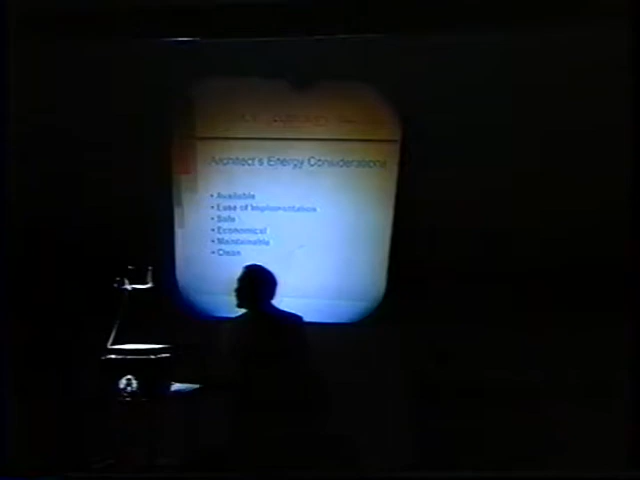 Architect's Energy Considerations
• Available
• Ease of Implementation
• Safe
• Economical
• Maintainable
• Clean